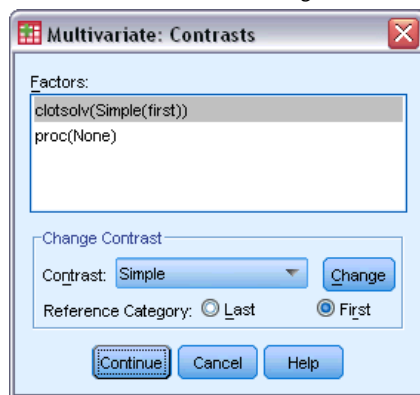 Multivariate: Contrasts
Factors:
clotsolv(Simple(first))
proc(None)
Change Contrast
Contrast: Simple Change
Reference Category: Last First
Continue Cancel Help